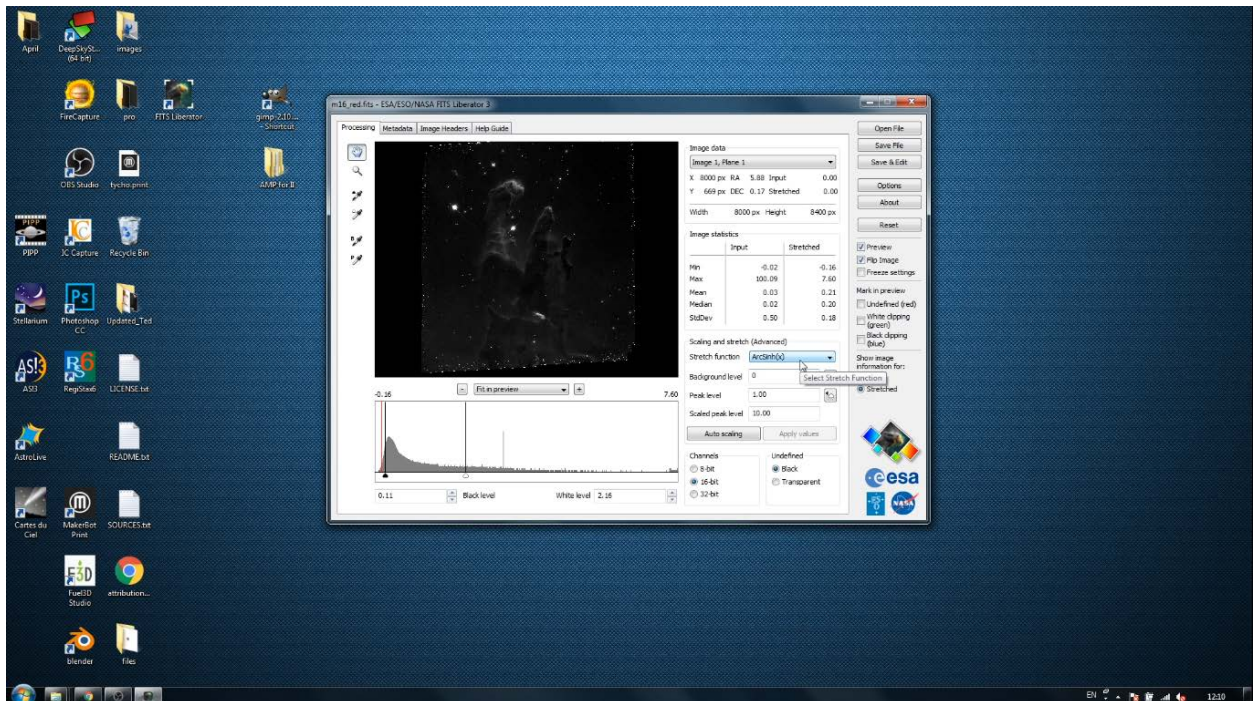 April
DeepSkySt...
(64 bit)
images
FireCapture
pro
FITS Liberator
gimp-2.10....
- Shortcut
OBS Studio
tycho.print
AMP for II
PIPP
PIPP
IC Capture
Recycle Bin
Stellarium
Ps
Photoshop
CC
Updated_Ted
AS!3
AS!3
RS6
RegiStax6
LICENSE.txt
AstroLive
README.txt
Cartes du
Ciel
MakerBot
Print
SOURCES.txt
F3D
Fuel3D
Studio
attribution...
blender
files
m16_red.fits - ESA/ESO/NASA FITS Liberator 3
Processing
Metadata
Image Headers
Help Guide
Image data
Image 1, Plane 1
X 8000 px RA 5.88 Input 0.00
Y 669 px DEC 0.17 Stretched 0.00
Width 8000 px Height 8400 px
Image statistics
Input Stretched
Min -0.02 -0.16
Max 100.09 7.60
Mean 0.03 0.21
Median 0.02 0.20
StdDev 0.50 0.18
Scaling and stretch (Advanced)
Stretch function ArcSinh(x)
Background level 0
Select Stretch Function
Peak level 1.00
Scaled peak level 10.00
Auto scaling
Apply values
Channels
8-bit
16-bit
32-bit
Undefined
Black
Transparent
- Fit in preview +
-0.16 7.60
0.11 Black level White level 2.16
Open File
Save File
Save & Edit
Options
About
Reset
Preview
Flip Image
Freeze settings
Mark in preview
Undefined (red)
White clipping
(green)
Black clipping
(blue)
Show image
information for:
Stretched
esa
ESO
NASA
EN
12:10